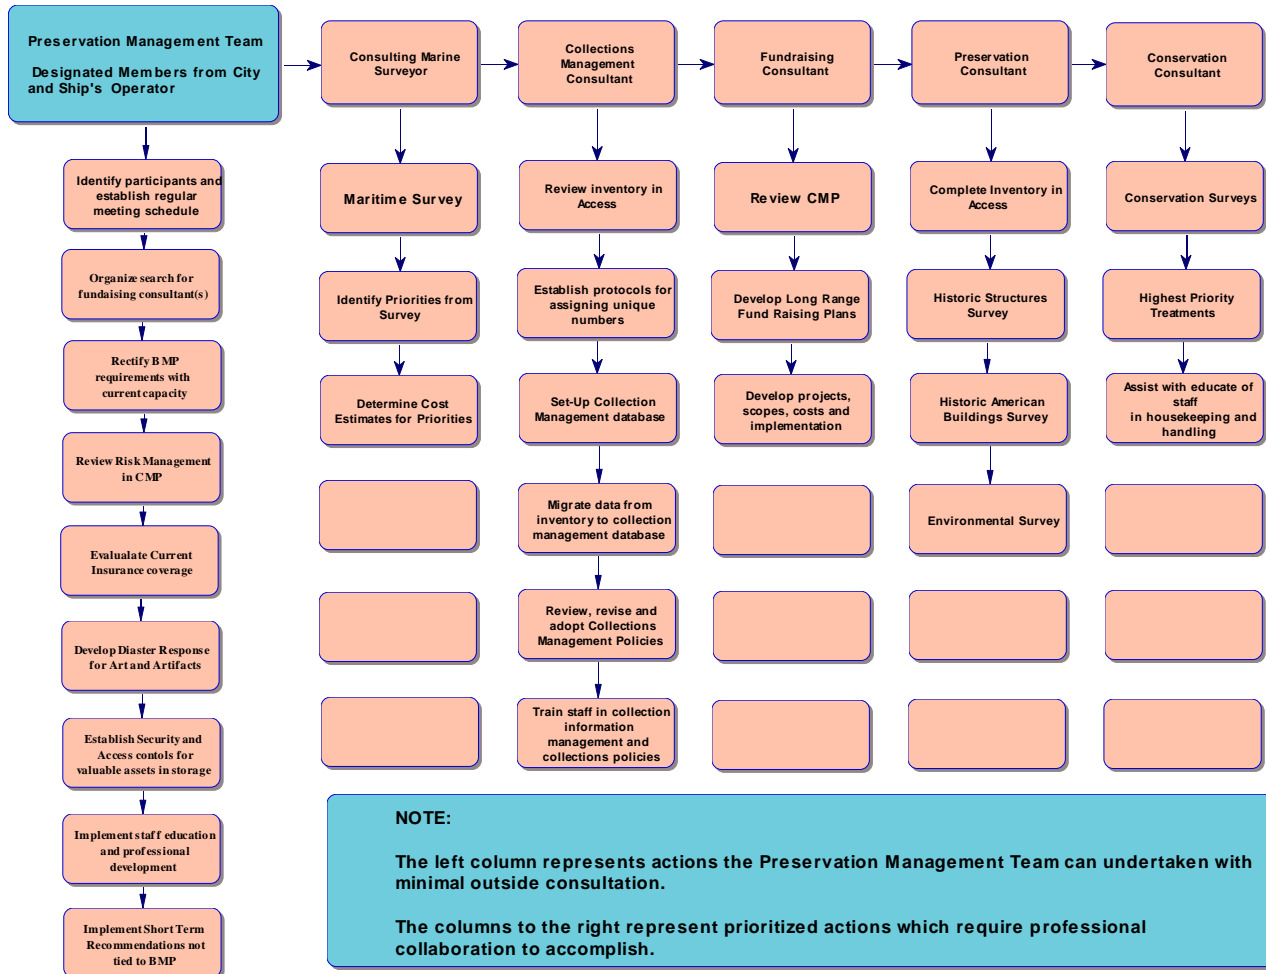 Preservation Management Team
Designated Members from City
and Ship's Operator
Consulting Marine
Surveyor
Collections
Management
Consultant
Fundraising
Consultant
Preservation
Consultant
Conservation
Consultant
Identify participants and
establish regular
meeting schedule
Organize search for
fundaising consultant(s)
Rectify BMP
requirements with
current capacity
Review Risk Management
in CMP
Evalualate Current
Insurance coverage
Develop Diaster Response
for Art and Artifacts
Establish Security and
Access contols for
valuable assets in storage
Implement staff education
and professional
development
Implement Short Term
Recommendations not
tied to BMP
Maritime Survey
Identify Priorities from
Survey
Determine Cost
Estimates for Priorities
Review inventory in
Access
Establish protocols for
assigning unique
numbers
Set-Up Collection
Management database
Migrate data from
inventory to collection
management database
Review, revise and
adopt Collections
Management Policies
Train staff in collection
information
management and
collections policies
Review CMP
Develop Long Range
Fund Raising Plans
Develop projects,
scopes, costs and
implementation
Complete Inventory in
Access
Historic Structures
Survey
Historic American
Buildings Survey
Environmental Survey
Conservation Surveys
Highest Priority
Treatments
Assist with educate of
staff
in housekeeping and
handling
NOTE:
The left column represents actions the Preservation Management Team can undertaken with
minimal outside consultation.
The columns to the right represent prioritized actions which require professional
collaboration to accomplish.